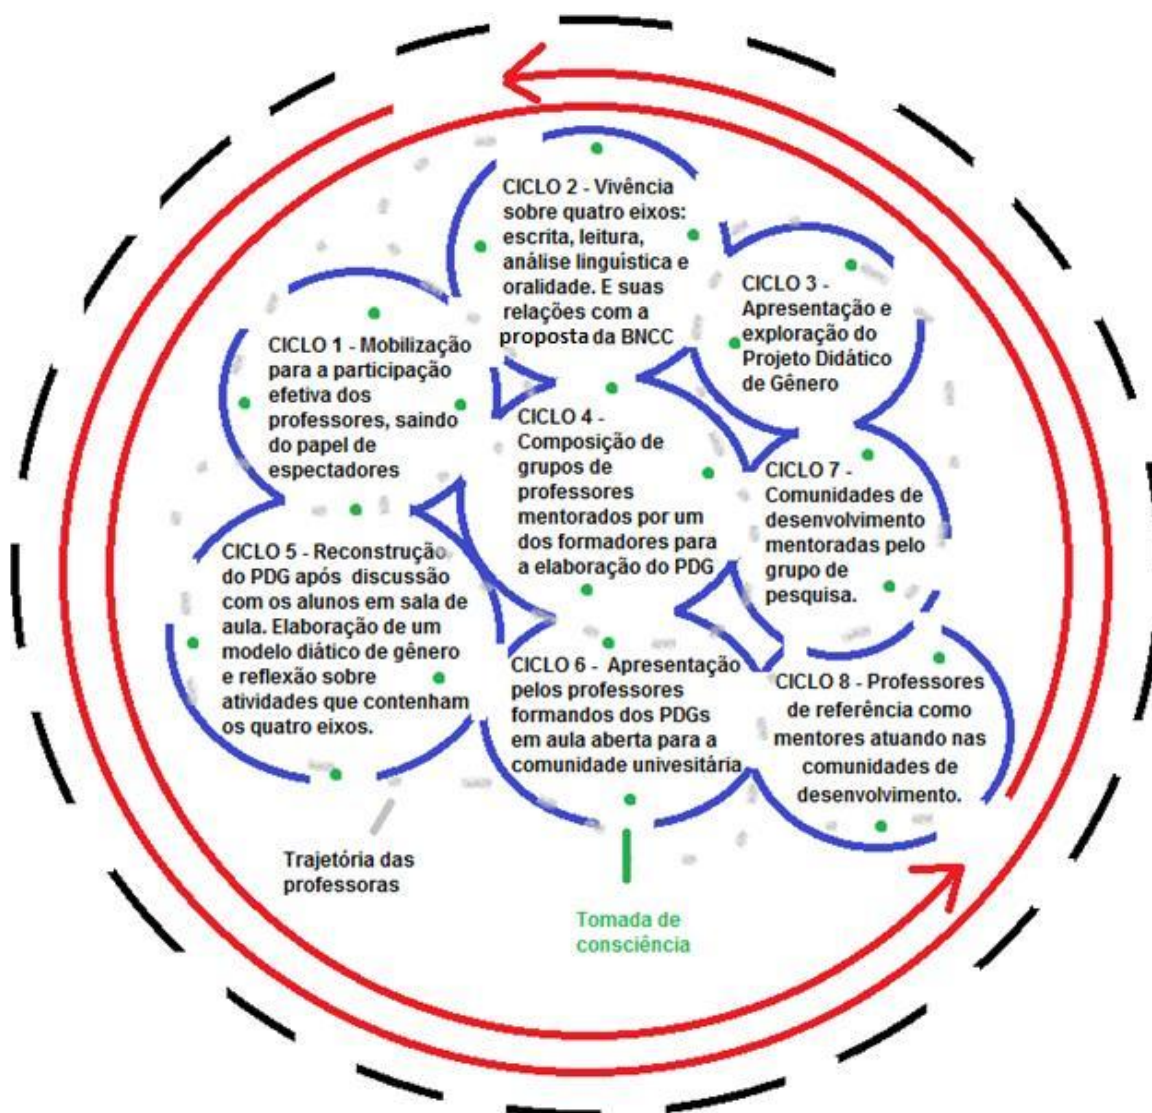 CICLO 2 - Vivência
sobre quatro eixos:
escrita, leitura,
análise linguística e
oralidade. E suas
relações com a
proposta da BNCC
CICLO 3 -
Apresentação e
exploração do
Projeto Didático
de Gênero
CICLO 1 - Mobilização
para a participação
efetiva dos
professores, saindo
do papel de
espectadores
CICLO 4 -
Composição de
grupos de
professores
mentorados por um
dos formadores para
a elaboração do PDG
CICLO 7 -
Comunidades de
desenvolvimento
mentoradas pelo
grupo de
pesquisa.
CICLO 5 - Reconstrução
do PDG após discussão
com os alunos em sala de
aula. Elaboração de um
modelo diático de gênero
e reflexão sobre
atividades que contenham
os quatro eixos.
CICLO 6 - Apresentação
pelos professores
formandos dos PDGs
em aula aberta para a
comunidade univesitária
CICLO 8 - Professores
de referência como
mentores atuando nas
comunidades de
desenvolvimento.
Trajetória das
professoras
Tomada de
consciência